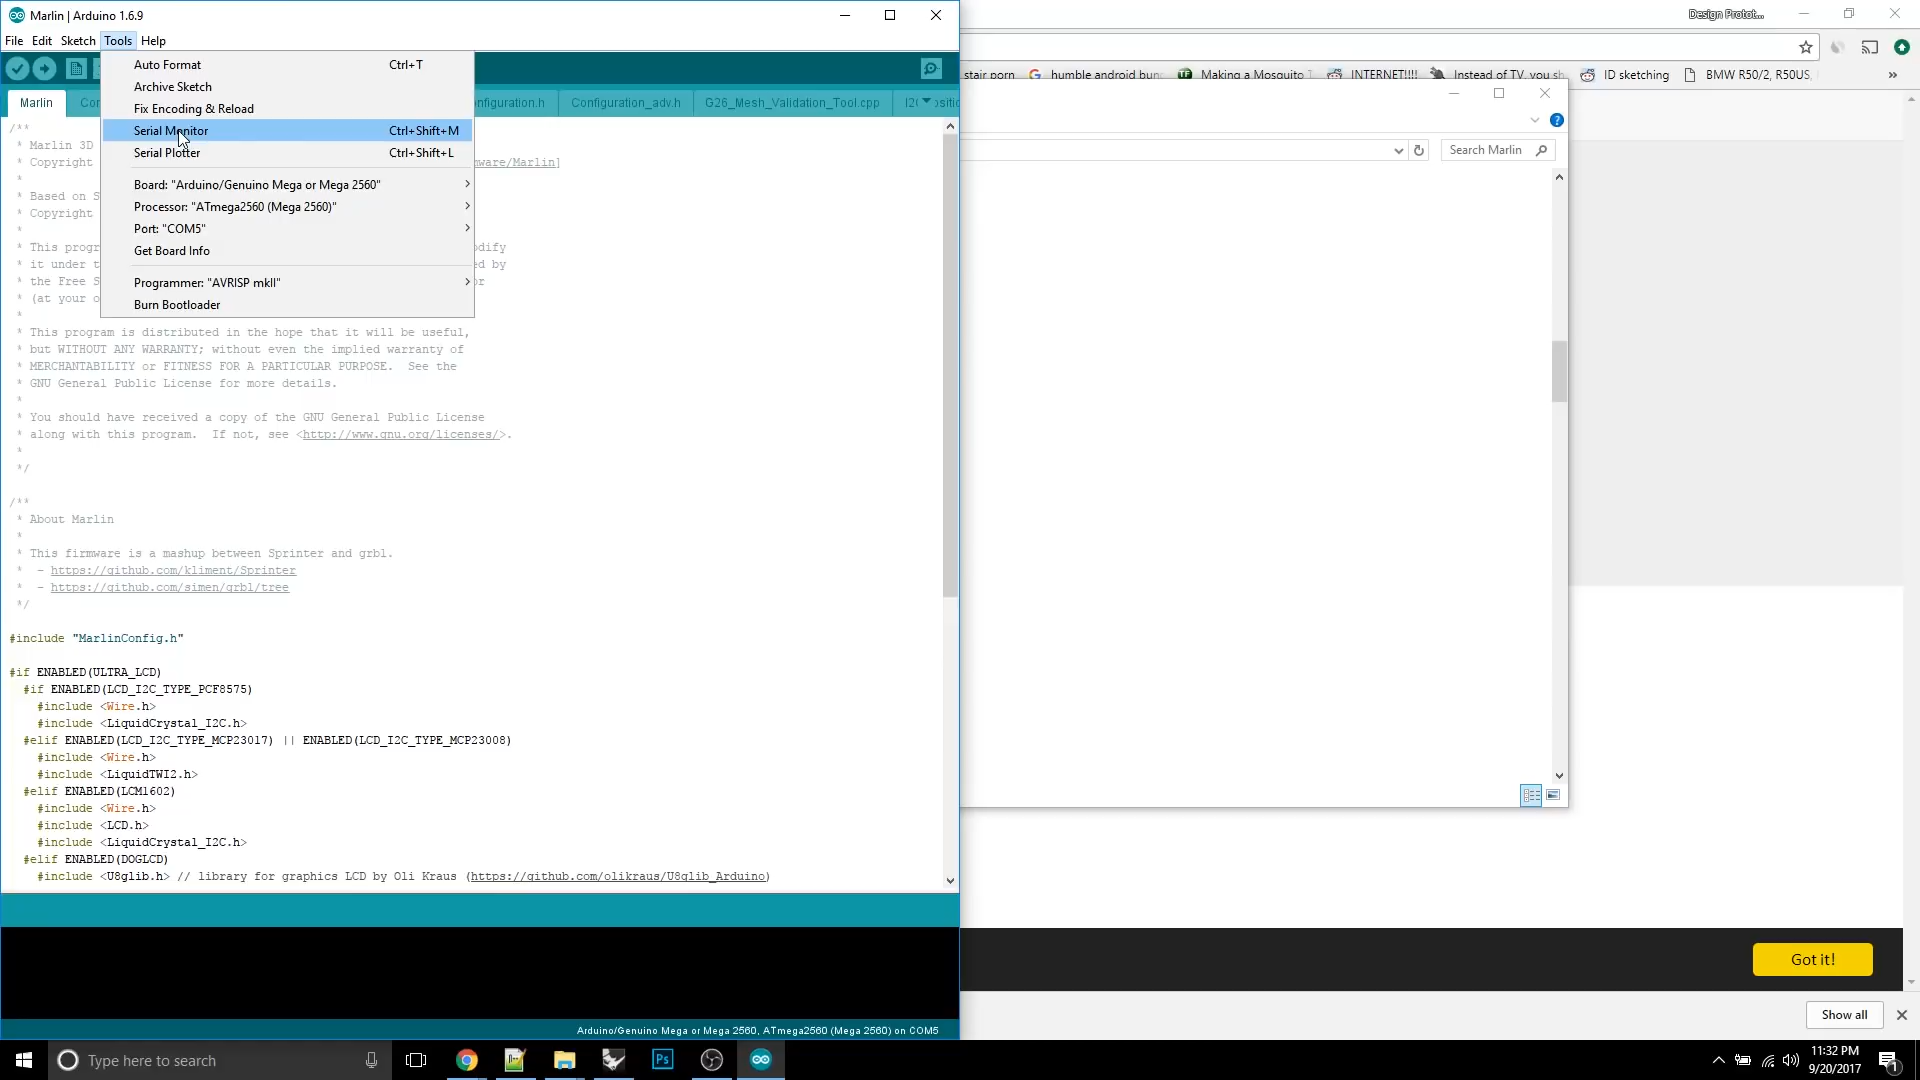 Marlin | Arduino 1.6.9
Design Protot...
File Edit Sketch Tools Help
Auto Format Ctrl+T
Archive Sketch
Fix Encoding & Reload
Serial Monitor Ctrl+Shift+M
Serial Plotter Ctrl+Shift+L
Board: "Arduino/Genuino Mega or Mega 2560"
Processor: "ATmega2560 (Mega 2560)"
Port: "COM5"
Get Board Info
Programmer: "AVRISP mkII"
Burn Bootloader
stair porn humble android bun Making a Mosquito T INTERNET!!!! Instead of TV, you sh ID sketching BMW R50/2, R50US, »
Marlin Con nfiguration.h Configuration_adv.h G26_Mesh_Validation_Tool.cpp I2 ositio
Search Marlin
/**
* Marlin 3D
* Copyright ware/Marlin]
*
* Based on S
* Copyright
*
* This progr odify
* it under t d by
* the Free S or
* (at your o
*
* This program is distributed in the hope that it will be useful,
* but WITHOUT ANY WARRANTY; without even the implied warranty of
* MERCHANTABILITY or FITNESS FOR A PARTICULAR PURPOSE.  See the
* GNU General Public License for more details.
*
* You should have received a copy of the GNU General Public License
* along with this program.  If not, see <http://www.gnu.org/licenses/>.
*
*/
/**
* About Marlin
*
* This firmware is a mashup between Sprinter and grbl.
*  - https://github.com/kliment/Sprinter
*  - https://github.com/simen/grbl/tree
*/
#include "MarlinConfig.h"
#if ENABLED(ULTRA_LCD)
#if ENABLED(LCD_I2C_TYPE_PCF8575)
#include <Wire.h>
#include <LiquidCrystal_I2C.h>
#elif ENABLED(LCD_I2C_TYPE_MCP23017) || ENABLED(LCD_I2C_TYPE_MCP23008)
#include <Wire.h>
#include <LiquidTWI2.h>
#elif ENABLED(LCM1602)
#include <Wire.h>
#include <LCD.h>
#include <LiquidCrystal_I2C.h>
#elif ENABLED(DOGLCD)
#include <U8glib.h> // library for graphics LCD by Oli Kraus (https://github.com/olikraus/U8glib_Arduino)
Got it!
Show all
Arduino/Genuino Mega or Mega 2560, ATmega2560 (Mega 2560) on COM5
Type here to search
Ps
11:32 PM
9/20/2017
1